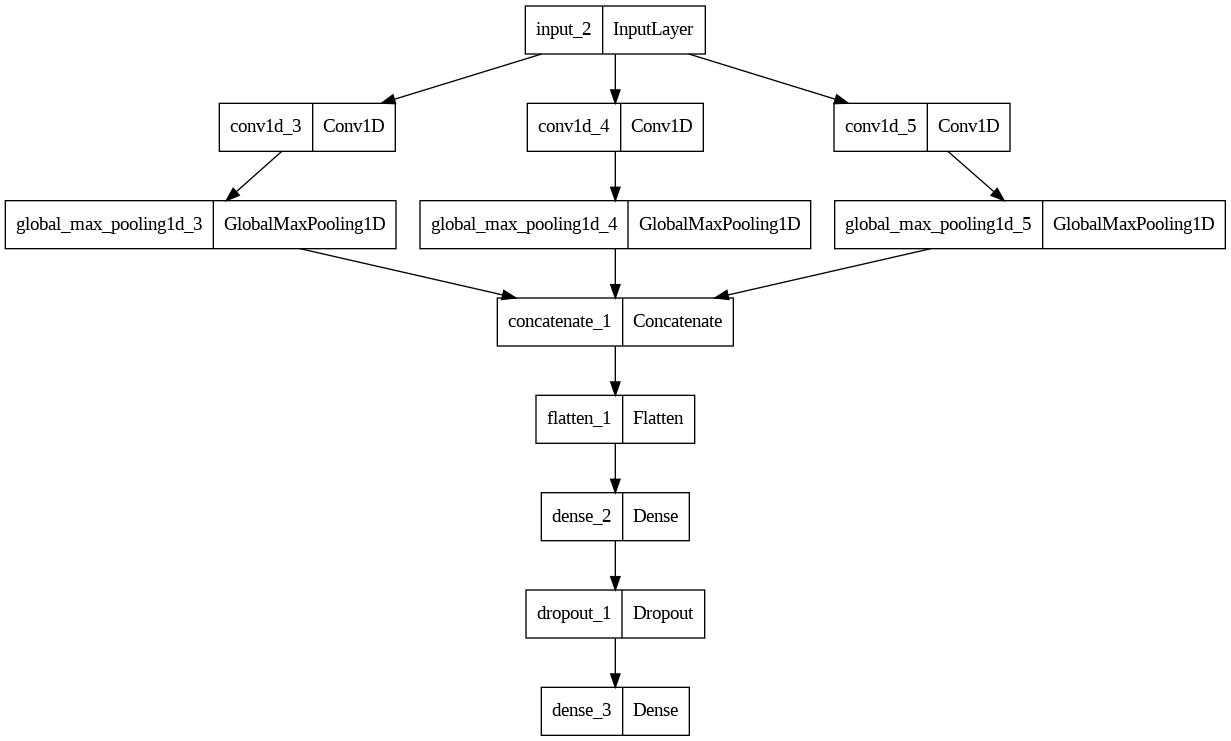 input_2 InputLayer
conv1d_3 Conv1D conv1d_4 Conv1D conv1d_5 Conv1D
global_max_pooling1d_3 GlobalMaxPooling1D global_max_pooling1d_4 GlobalMaxPooling1D global_max_pooling1d_5 GlobalMaxPooling1D
concatenate_1 Concatenate
flatten_1 Flatten
dense_2 Dense
dropout_1 Dropout
dense_3 Dense